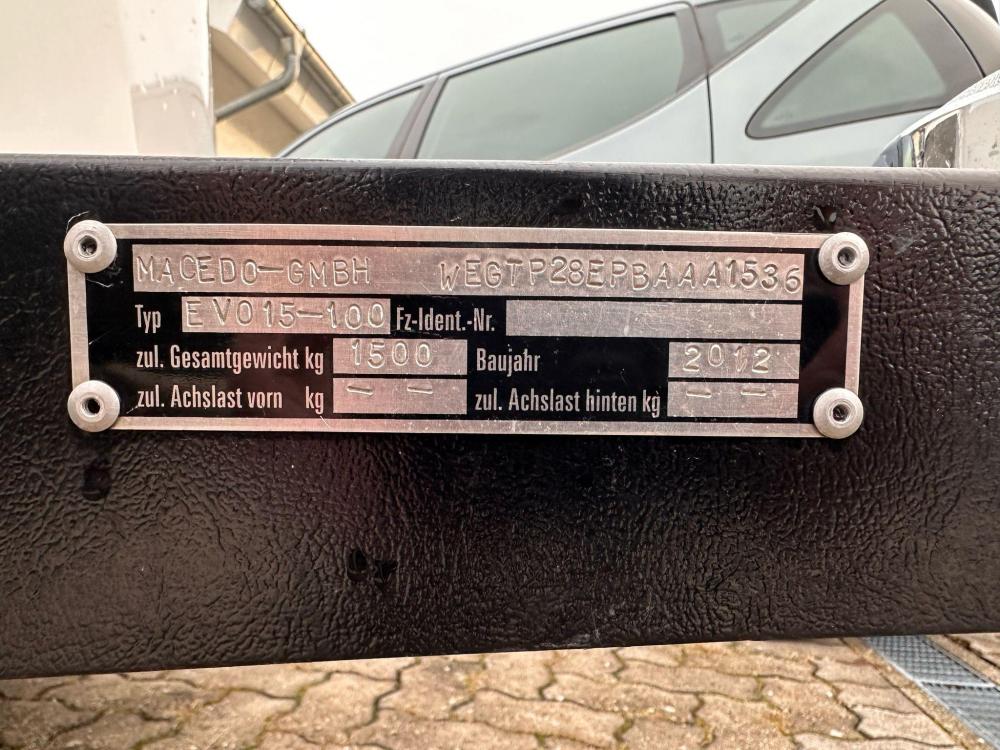 MACEDO-GMBH WEGTP28EPBAAA1536
Typ EVO15-100 Fz-Ident.-Nr.
zul. Gesamtgewicht kg 1500 Baujahr 2012
zul. Achslast vorn kg -- zul. Achslast hinten kg --